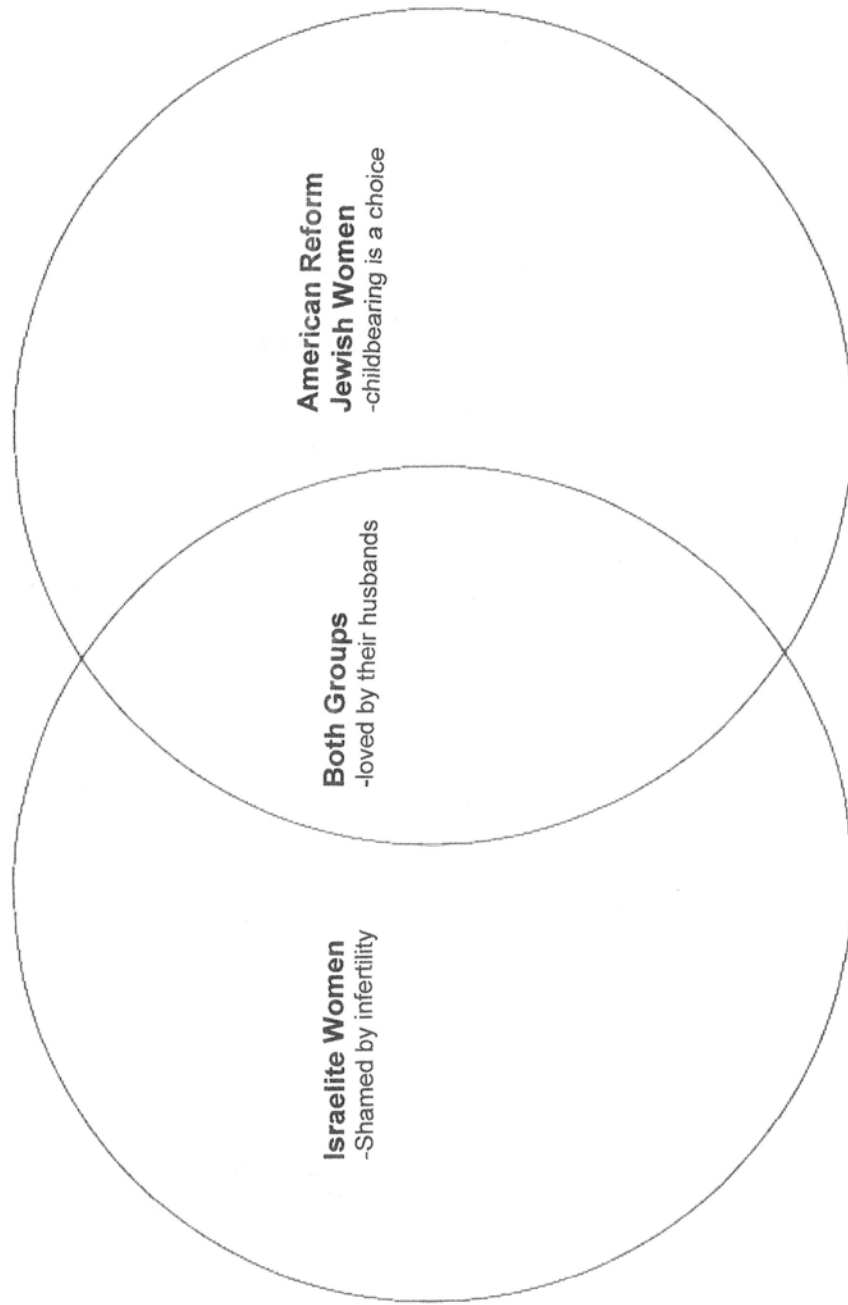 Israelite Women
-Shamed by infertility
Both Groups
-loved by their husbands
American Reform
Jewish Women
-childbearing is a choice